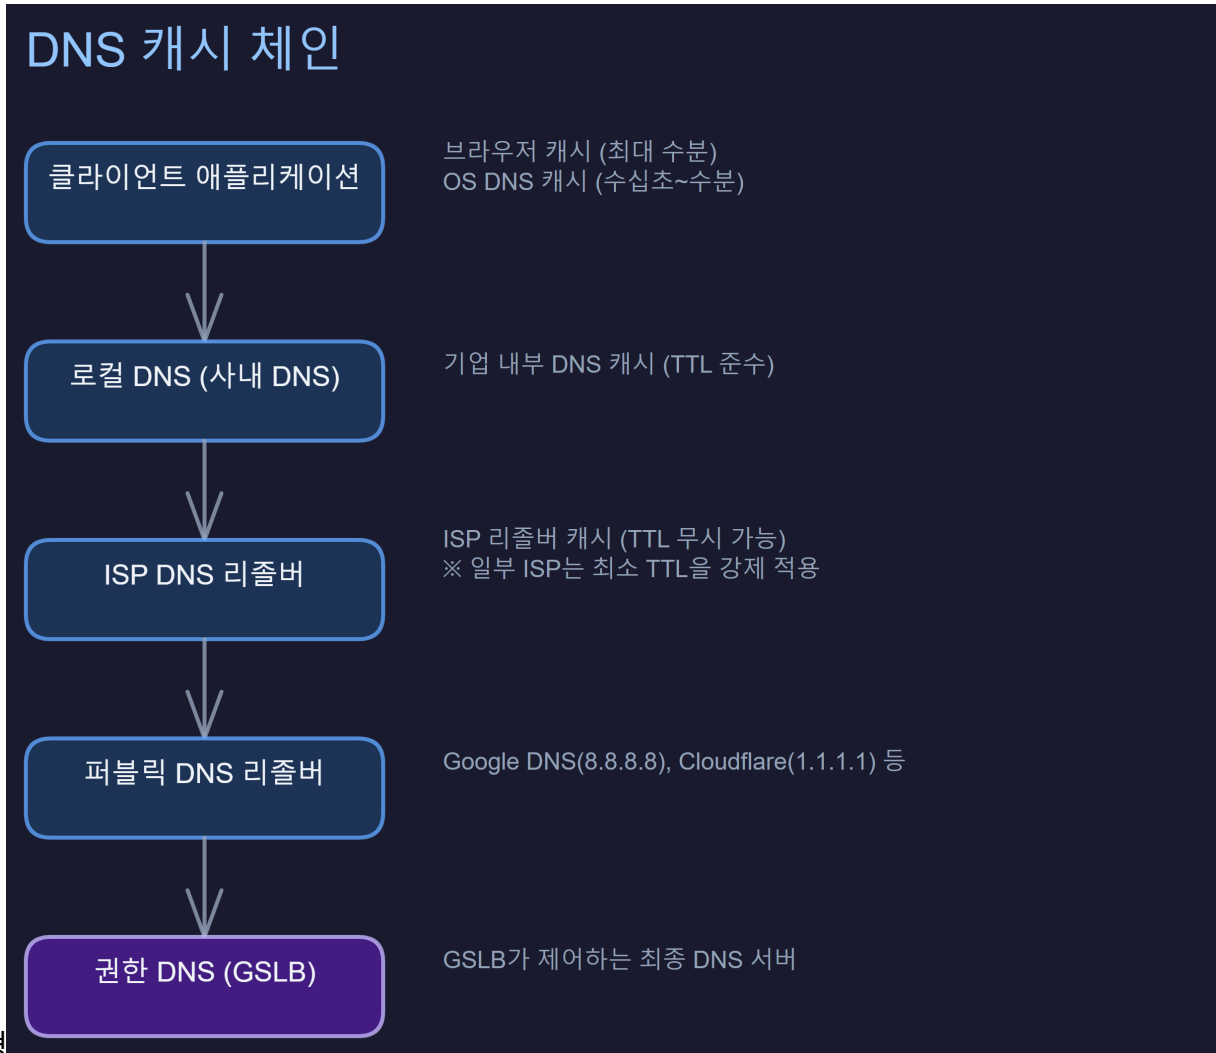 DNS 캐시 체인
클라이언트 애플리케이션
브라우저 캐시 (최대 수분)
OS DNS 캐시 (수십초~수분)
로컬 DNS (사내 DNS)
기업 내부 DNS 캐시 (TTL 준수)
ISP DNS 리졸버
ISP 리졸버 캐시 (TTL 무시 가능)
※ 일부 ISP는 최소 TTL을 강제 적용
퍼블릭 DNS 리졸버
Google DNS(8.8.8.8), Cloudflare(1.1.1.1) 등
권한 DNS (GSLB)
GSLB가 제어하는 최종 DNS 서버